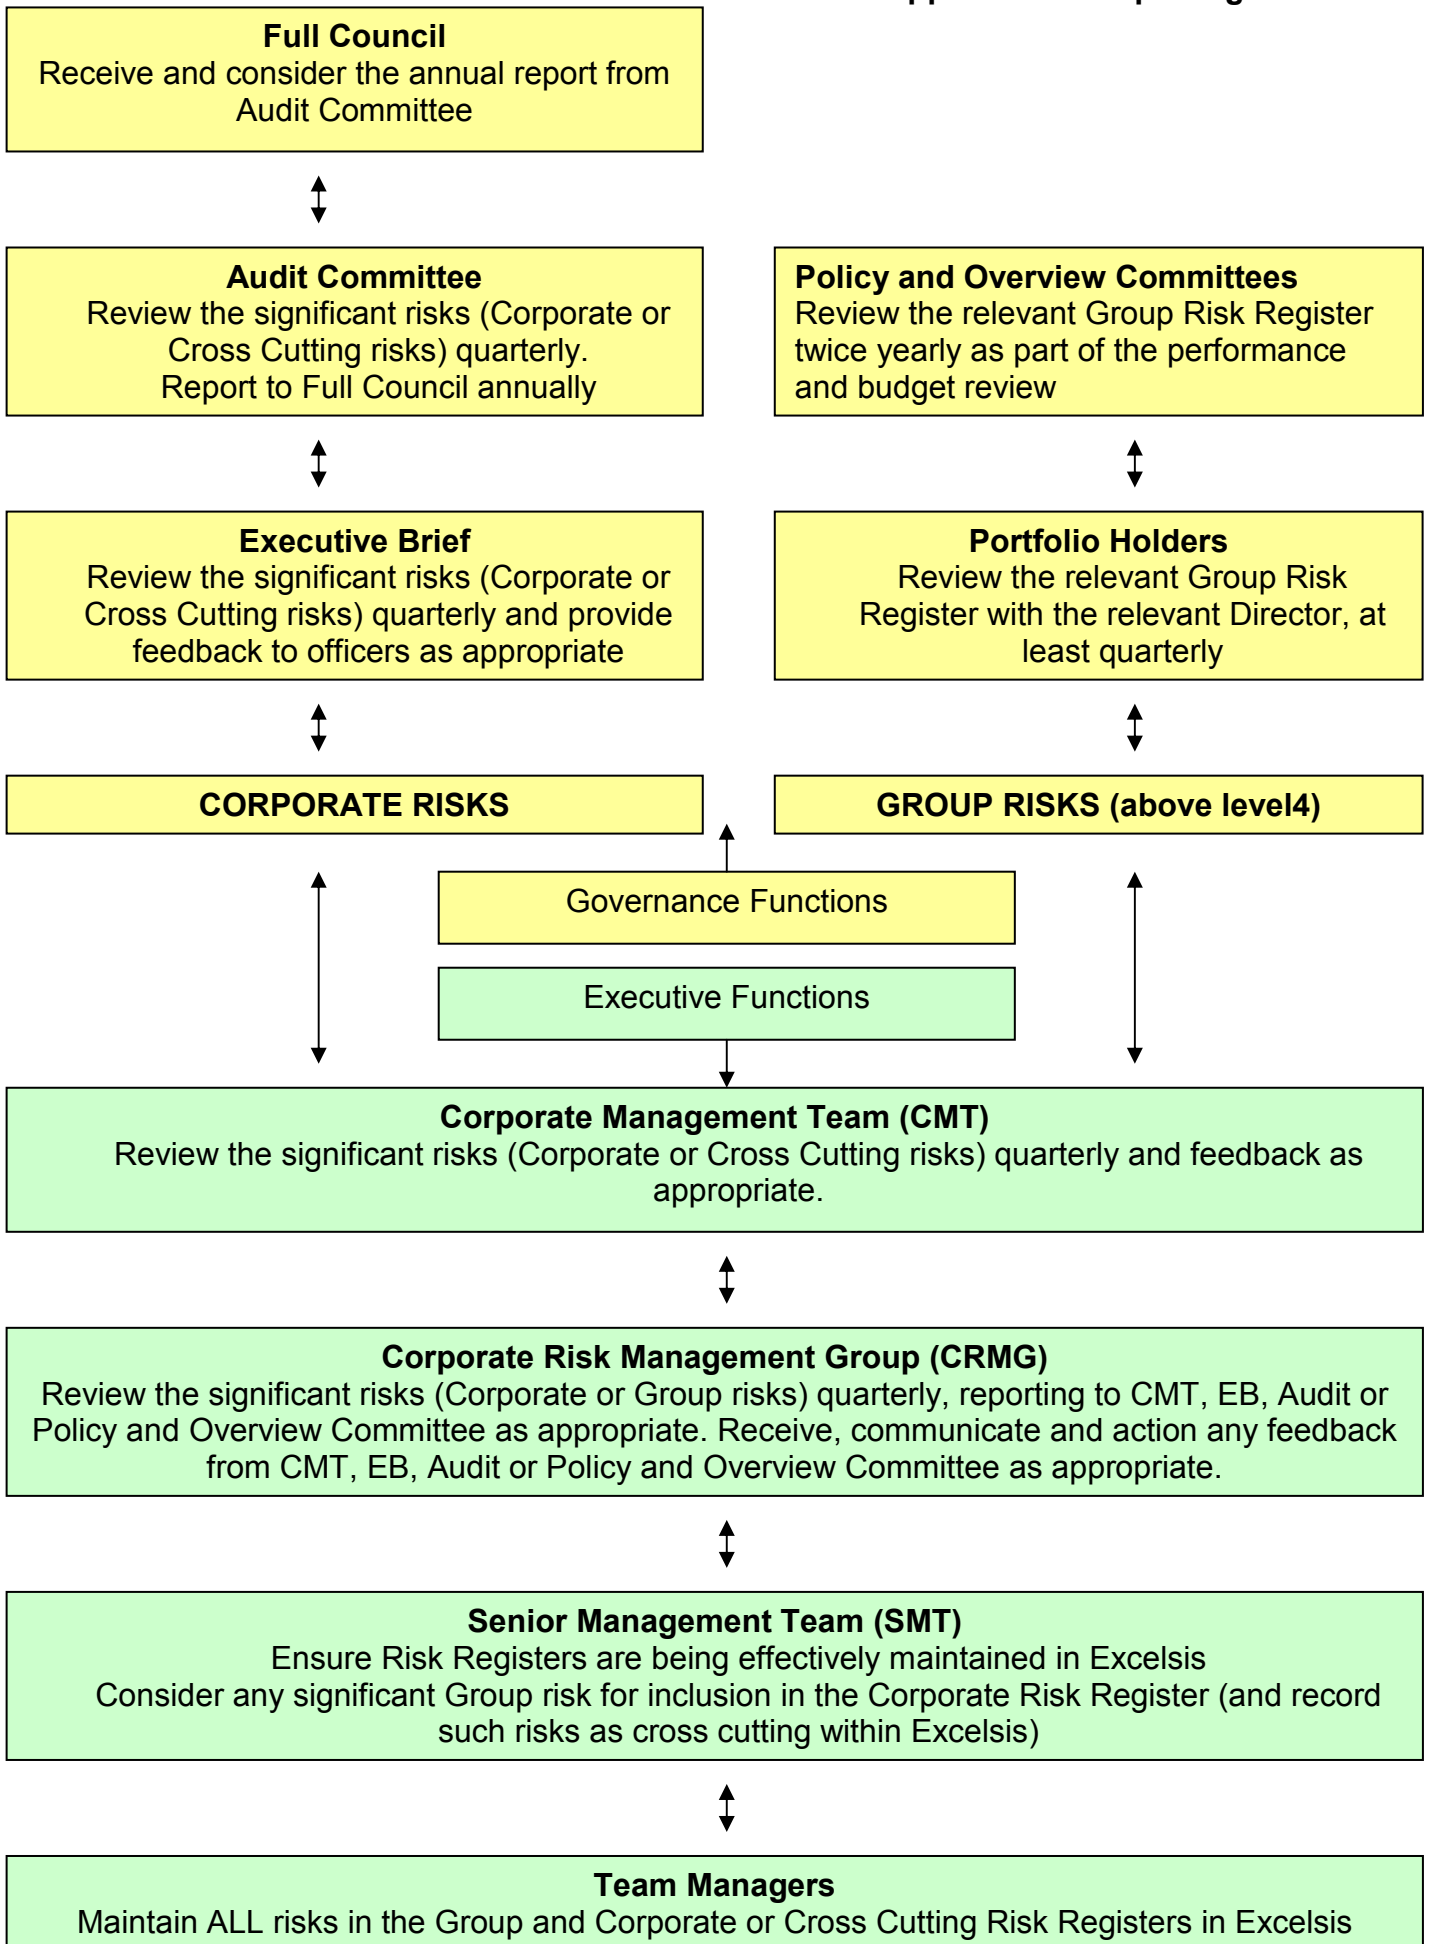 Full Council
Receive and consider the annual report from
Audit Committee
Audit Committee
Review the significant risks (Corporate or
Cross Cutting risks) quarterly.
Report to Full Council annually
Policy and Overview Committees
Review the relevant Group Risk Register
twice yearly as part of the performance
and budget review
Executive Brief
Review the significant risks (Corporate or
Cross Cutting risks) quarterly and provide
feedback to officers as appropriate
Portfolio Holders
Review the relevant Group Risk
Register with the relevant Director, at
least quarterly
CORPORATE RISKS
GROUP RISKS (above level4)
Governance Functions
Executive Functions
Corporate Management Team (CMT)
Review the significant risks (Corporate or Cross Cutting risks) quarterly and feedback as
appropriate.
Corporate Risk Management Group (CRMG)
Review the significant risks (Corporate or Group risks) quarterly, reporting to CMT, EB, Audit or
Policy and Overview Committee as appropriate. Receive, communicate and action any feedback
from CMT, EB, Audit or Policy and Overview Committee as appropriate.
Senior Management Team (SMT)
Ensure Risk Registers are being effectively maintained in Excelsis
Consider any significant Group risk for inclusion in the Corporate Risk Register (and record
such risks as cross cutting within Excelsis)
Team Managers
Maintain ALL risks in the Group and Corporate or Cross Cutting Risk Registers in Excelsis